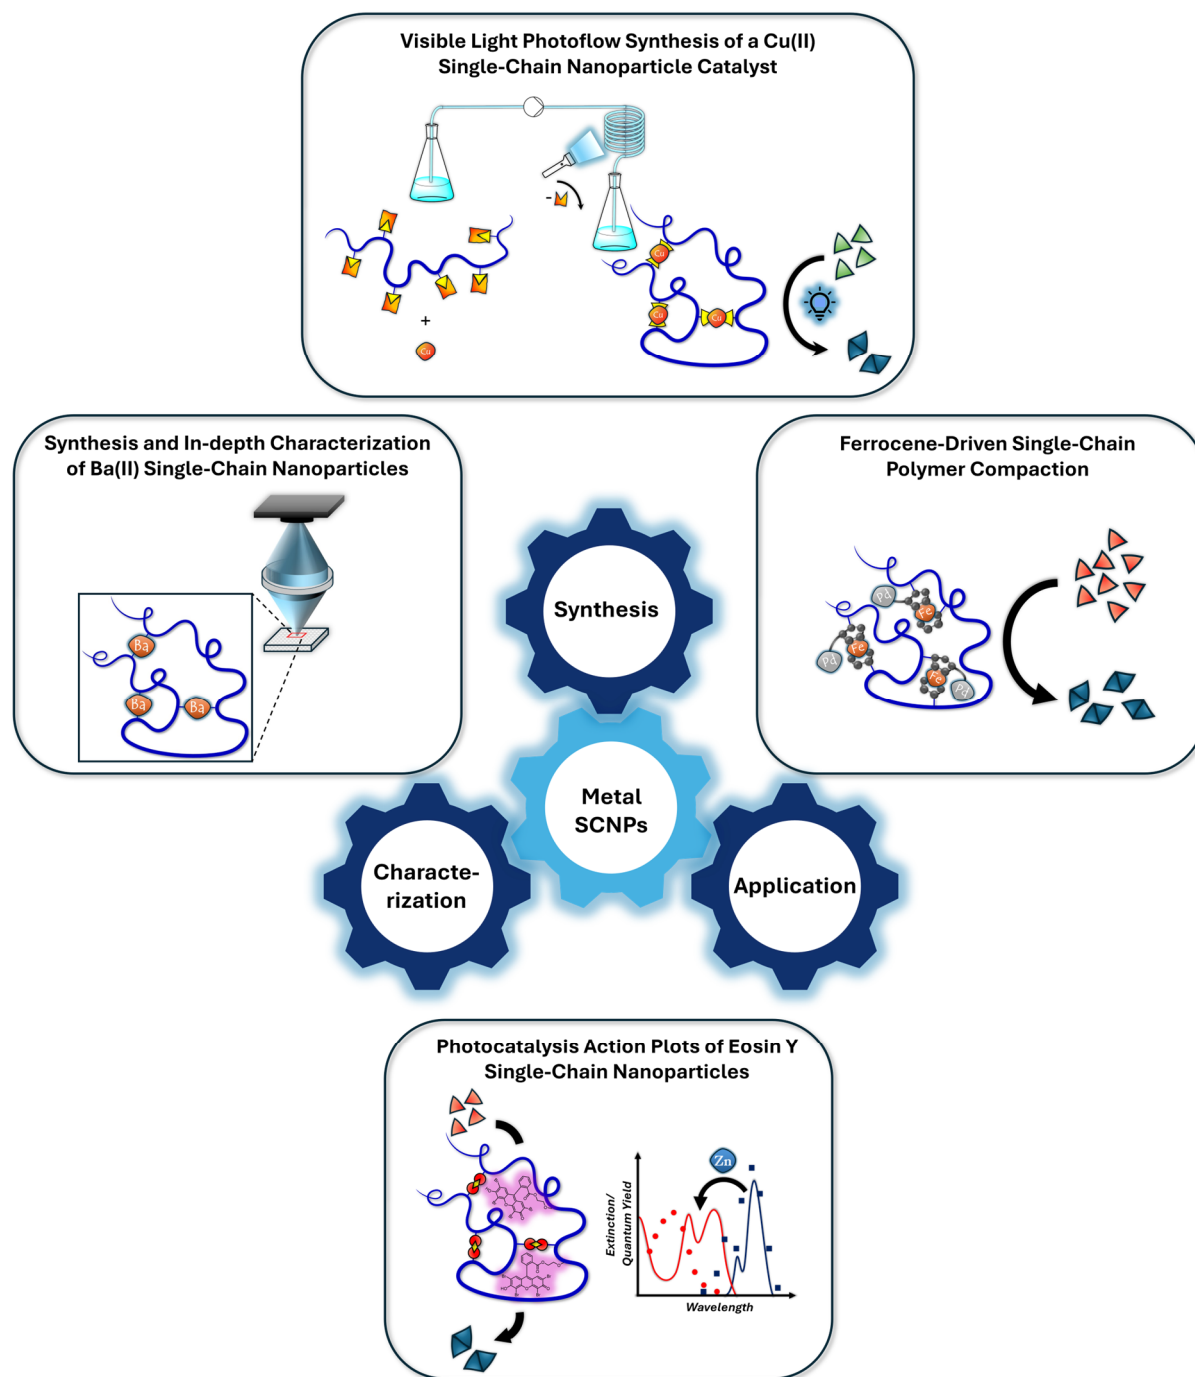 Visible Light Photoflow Synthesis of a Cu(II)
Single-Chain Nanoparticle Catalyst
-
+
Cu
Cu
Cu
Cu
Synthesis and In-depth Characterization
of Ba(II) Single-Chain Nanoparticles
Ba
Ba
Ba
Ferrocene-Driven Single-Chain
Polymer Compaction
Pd
Fe
Pd
Fe
Fe
Pd
Synthesis
Metal
SCNPs
Characte-
rization
Application
Photocatalysis Action Plots of Eosin Y
Single-Chain Nanoparticles
Zn
Extinction/
Quantum Yield
Wavelength